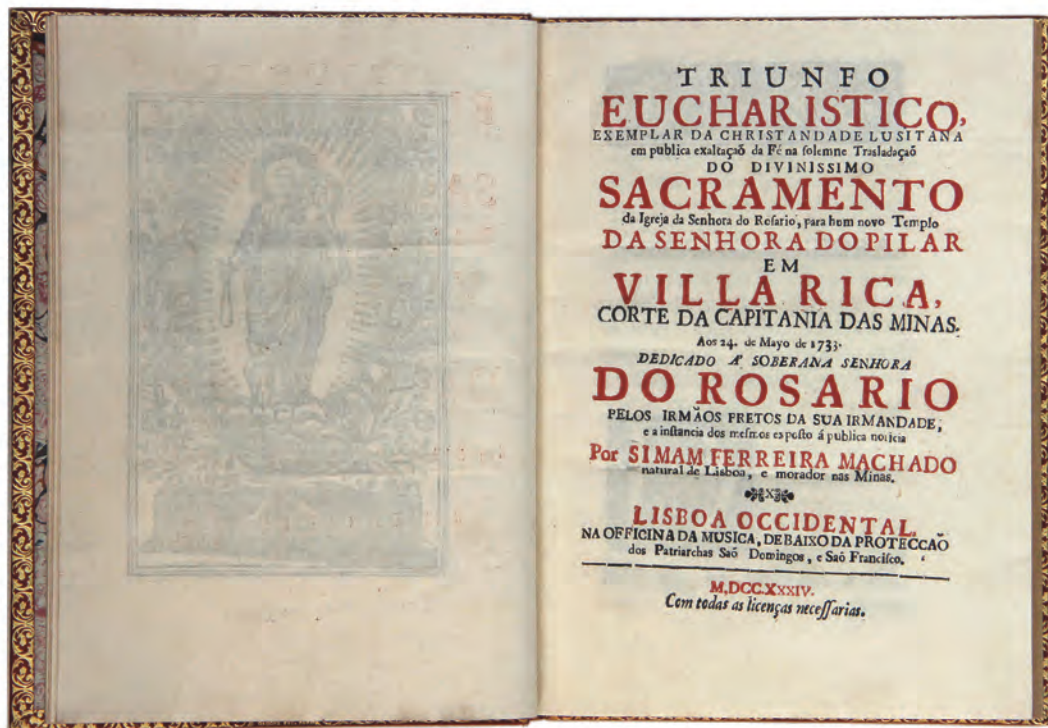 TRIUNFO
EUCHARISTICO,
EXEMPLAR DA CHRISTANDADE LUSITANA
em publica exaltaçaõ da Fé na ſolemne Trasladaçaõ
DO DIVINISSIMO
SACRAMENTO
da Igreja da Senhora do Roſario, para hum novo Templo
DA SENHORA DO PILAR
EM
VILLA RICA,
CORTE DA CAPITANIA DAS MINAS.
Aos 24. de Mayo de 1733.
DEDICADO A' SOBERANA SENHORA
DO ROSARIO
PELOS IRMÃOS PRETOS DA SUA IRMANDADE,
e a inſtancia dos meſmos expoſto á publica noticia
Por SIMAM FERREIRA MACHADO
natural de Lisboa, e morador nas Minas.
LISBOA OCCIDENTAL,
NA OFFICINA DA MUSICA, DEBAIXO DA PROTECCAÕ
dos Patriarchas Saõ Domingos, e Saõ Franciſco.
M,DCC.XXXIV.
Com todas as licenças neceſſarias.